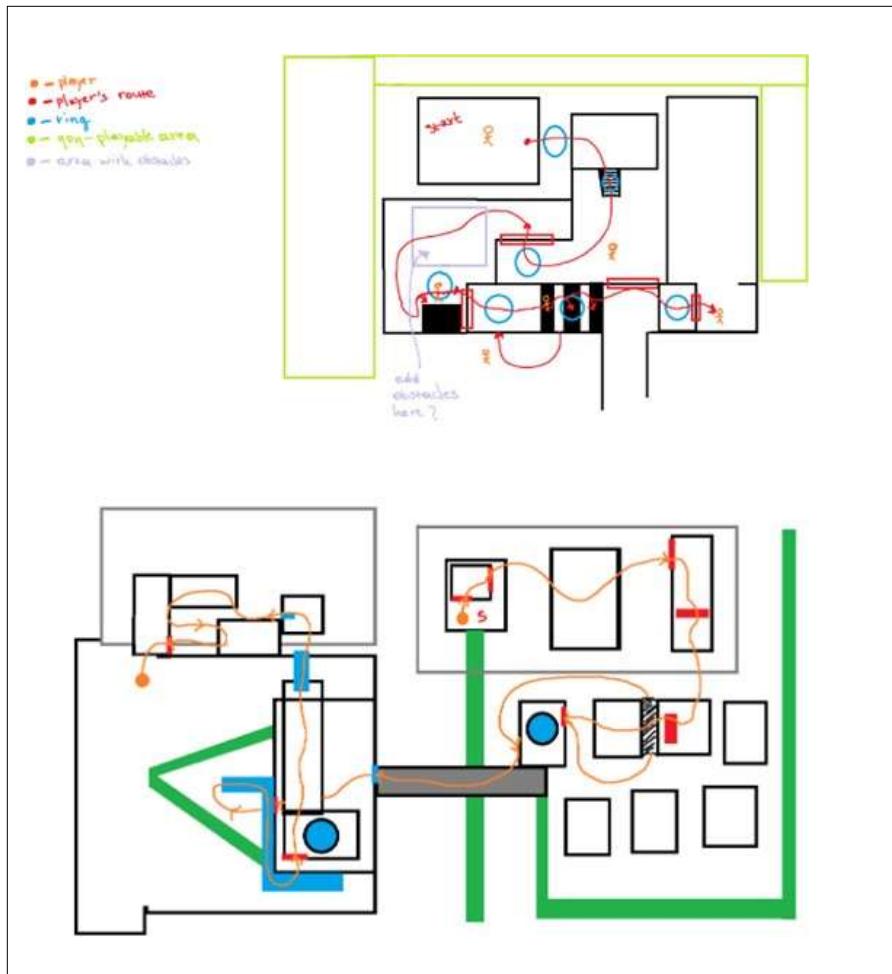 - player
- player's route
- ring
- non-playable area
- area with obstacles
start
add
obstacles
here?
S